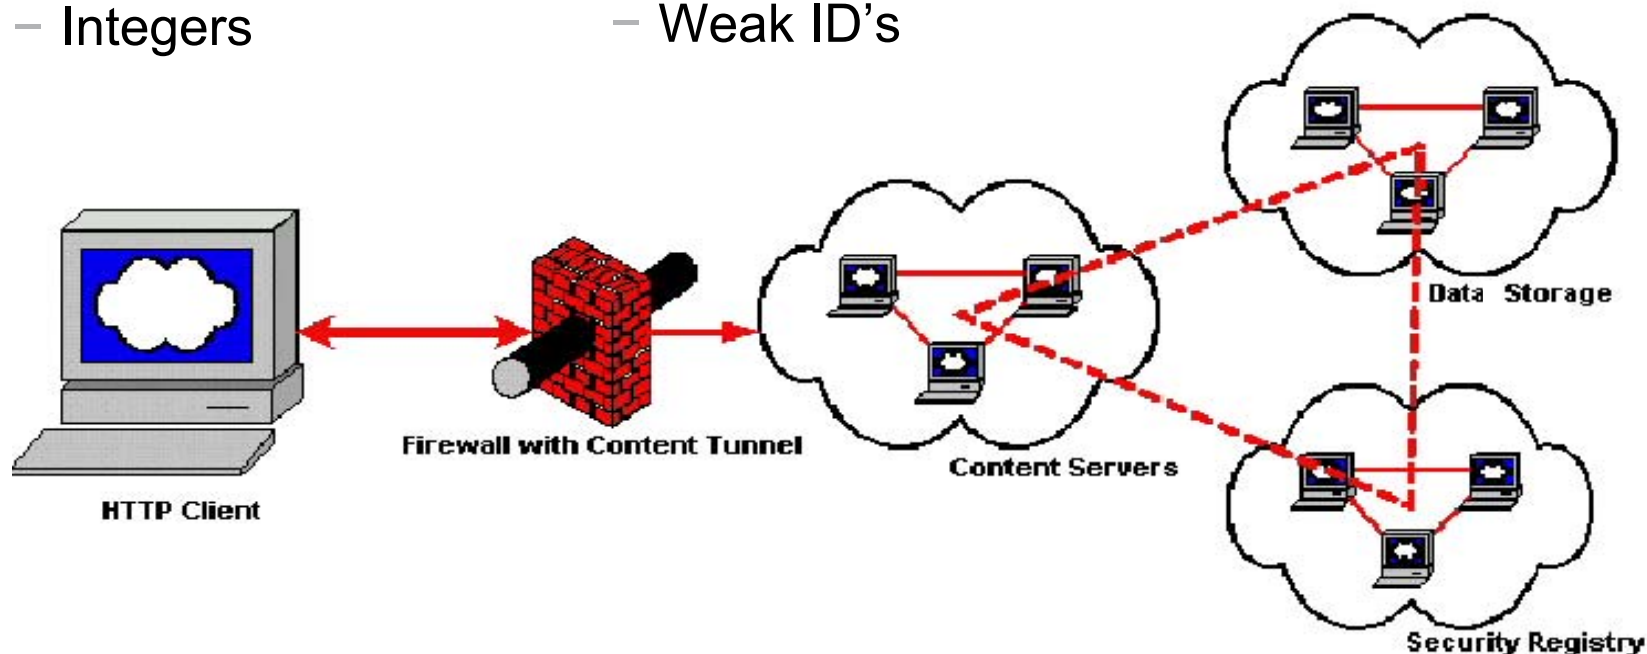 – Integers
– Weak ID’s
Data Storage
Firewall with Content Tunnel
Content Servers
HTTP Client
Security Registry